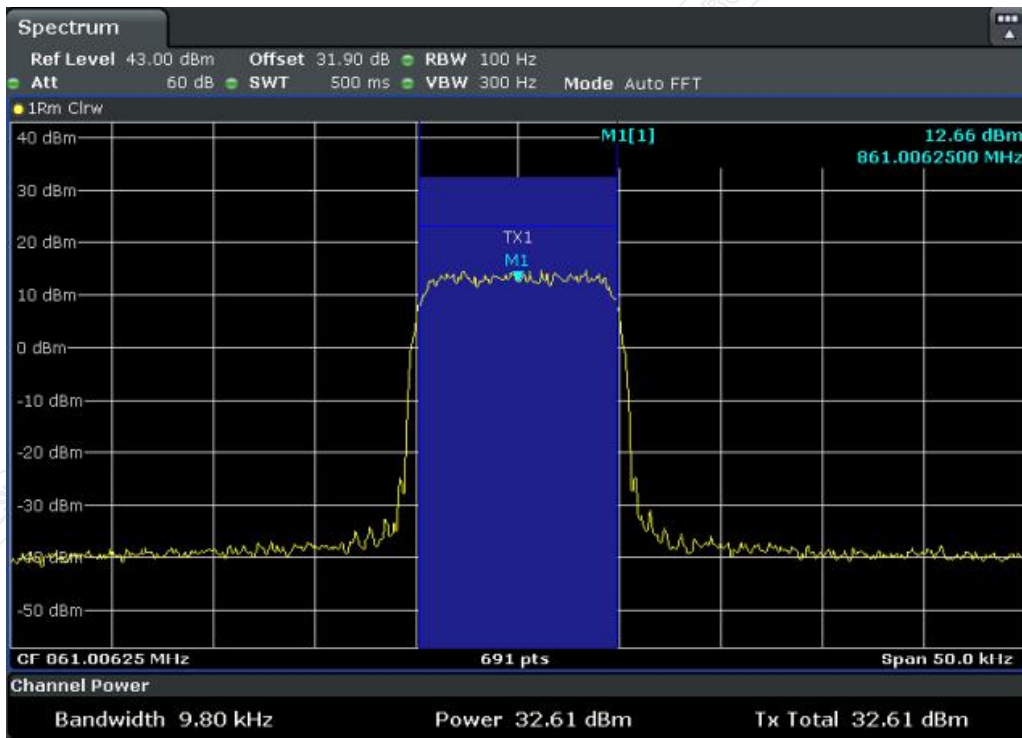 Spectrum
Ref Level 43.00 dBm Offset 31.90 dB RBW 100 Hz
Att 60 dB SWT 500 ms VBW 300 Hz Mode Auto FFT
1Rm Clrw
40 dBm M1[1] 12.66 dBm
861.0062500 MHz
30 dBm
20 dBm
TX1
M1
10 dBm
0 dBm
-10 dBm
-20 dBm
-30 dBm
-40 dBm
-50 dBm
CF 861.00625 MHz 691 pts Span 50.0 kHz
Channel Power
Bandwidth 9.80 kHz Power 32.61 dBm Tx Total 32.61 dBm